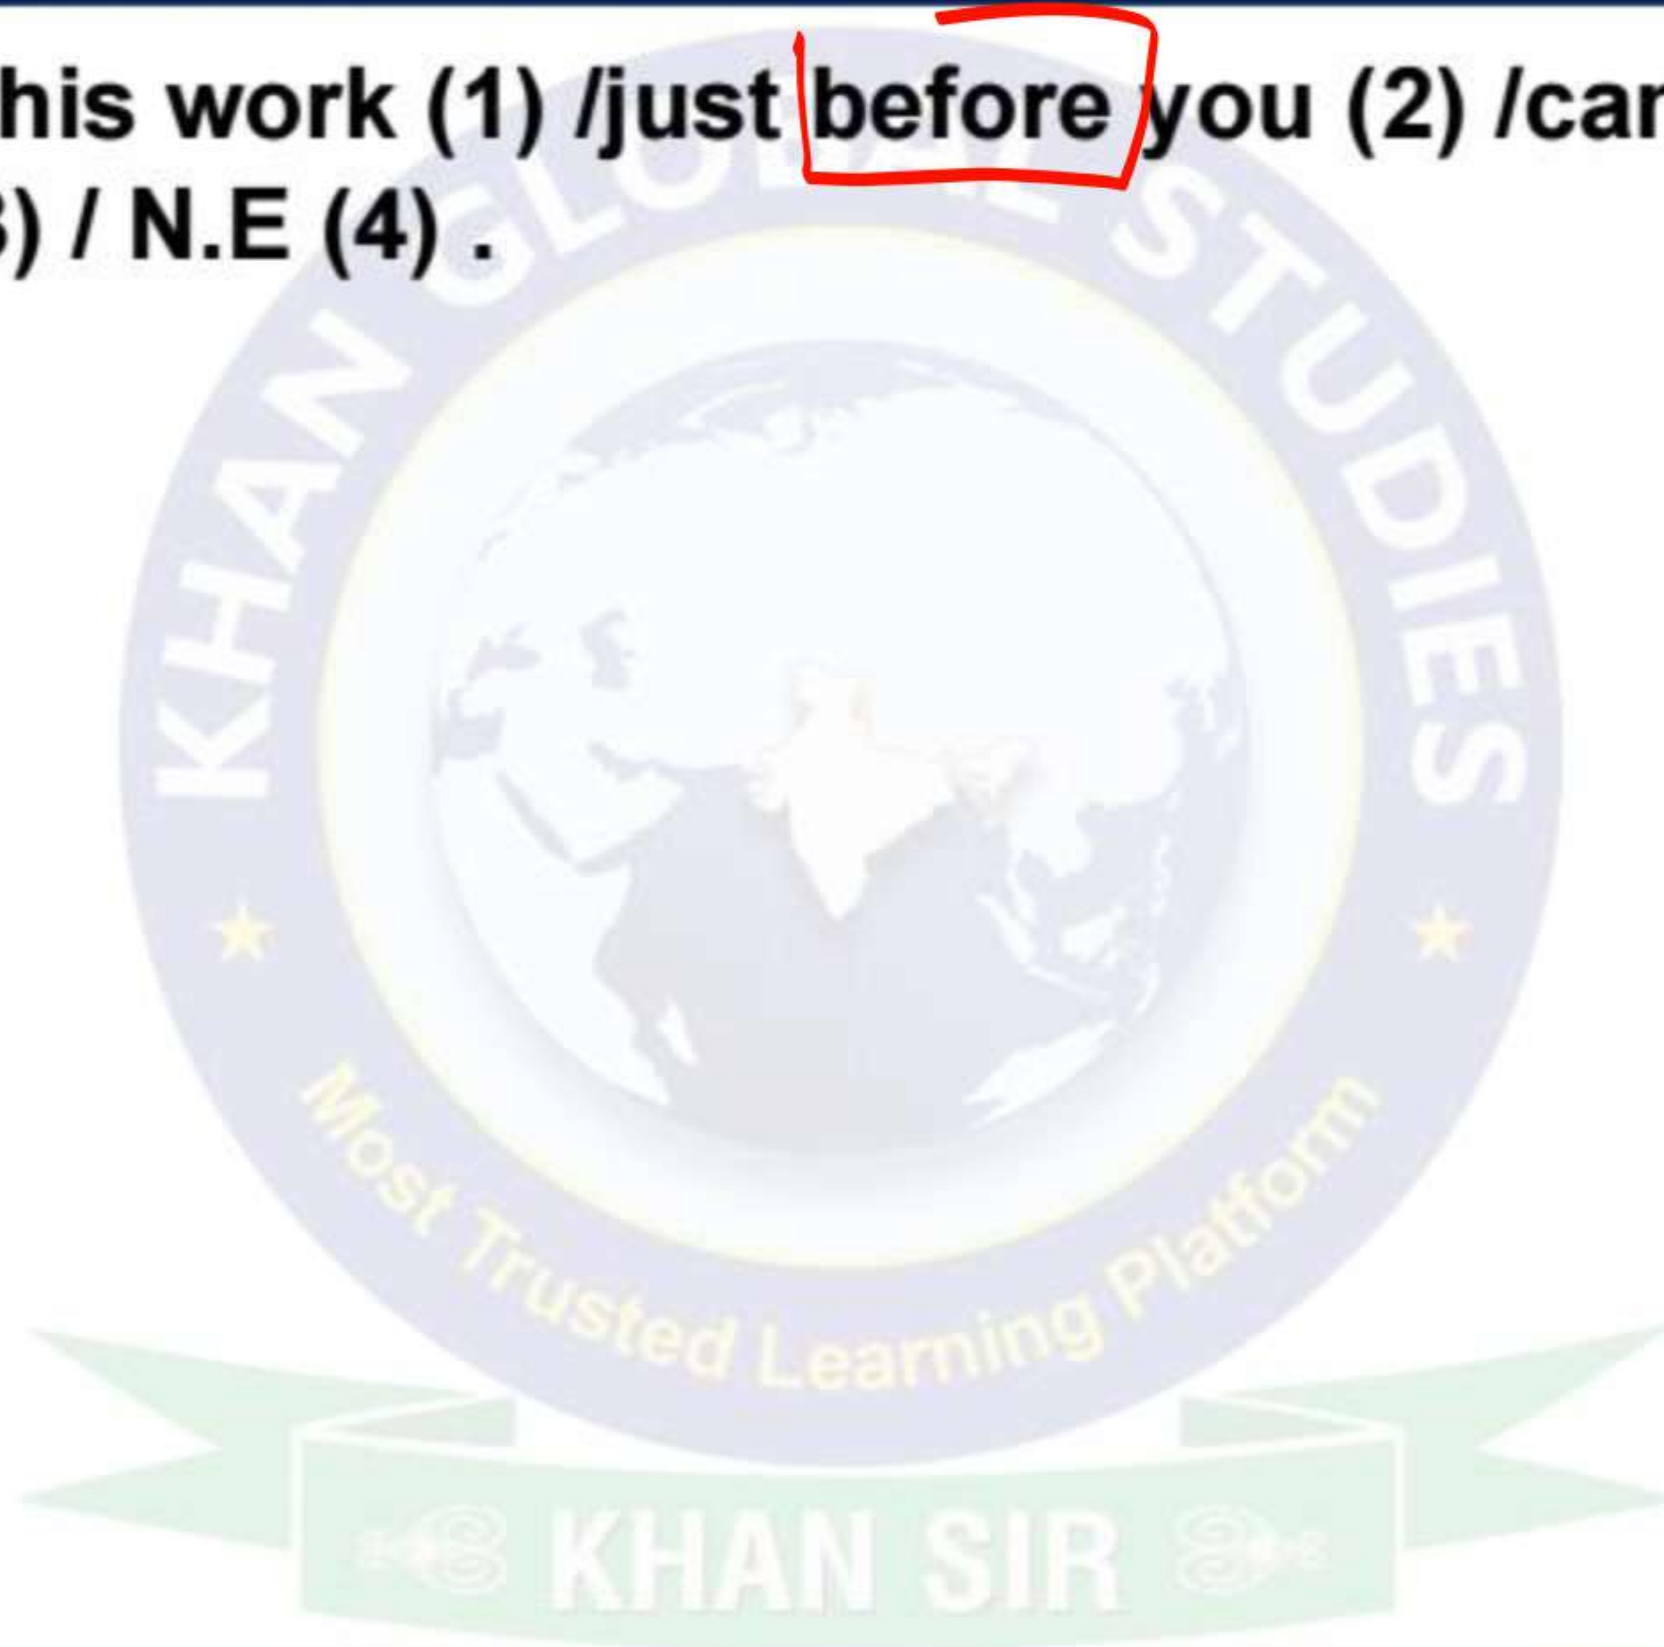 his work (1) /just before you (2) /car
) / N.E (4) .
KHAN GLOBAL STUDIES
Most Trusted Learning Platform
KHAN SIR